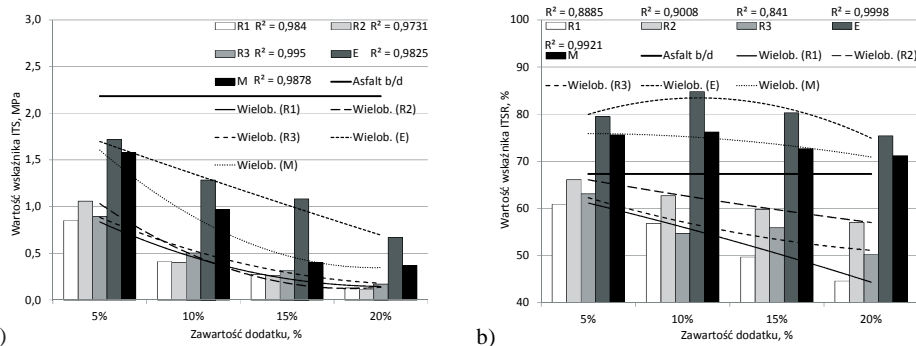 3,0
2,5
2,0
1,5
1,0
0,5
0,0
Wartość wskaźnika ITS, MPa
R1 R² = 0,984
R2 R² = 0,9731
R3 R² = 0,995
E R² = 0,9825
M R² = 0,9878
Asfalt b/d
Wielob. (R1)
Wielob. (R2)
Wielob. (R3)
Wielob. (E)
Wielob. (M)
5% 10% 15% 20%
Zawartość dodatku, %
)
b)
100
90
80
70
60
50
40
Wartość wskaźnika ITSR, %
R² = 0,8885 R² = 0,9008 R² = 0,841 R² = 0,9998
R1 R2 R3 E
R² = 0,9921
M Asfalt b/d Wielob. (R1) Wielob. (R2)
Wielob. (R3) Wielob. (E) Wielob. (M)
5% 10% 15% 20%
Zawartość dodatku, %